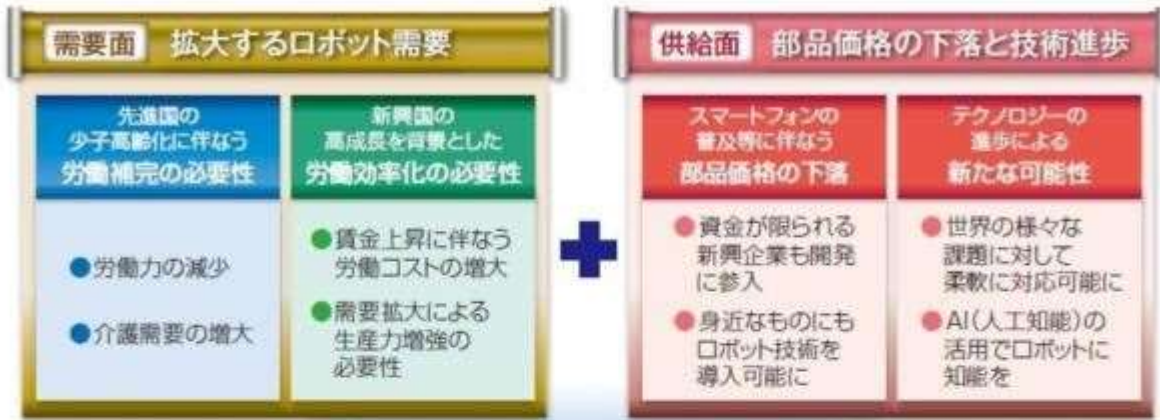 需要面 拡大するロボット需要
先進国の
少子高齢化に伴なう
労働補完の必要性
●労働力の減少
●介護需要の増大
新興国の
高成長を背景とした
労働効率化の必要性
●賃金上昇に伴なう
労働コストの増大
●需要拡大による
生産力増強の
必要性
供給面 部品価格の下落と技術進歩
スマートフォンの
普及等に伴なう
部品価格の下落
●資金が限られる
新興企業も開発
に参入
●身近なものにも
ロボット技術を
導入可能に
テクノロジーの
進歩による
新たな可能性
●世界の様々な
課題に対して
柔軟に対応可能に
●AI(人工知能)の
活用でロボットに
知能を